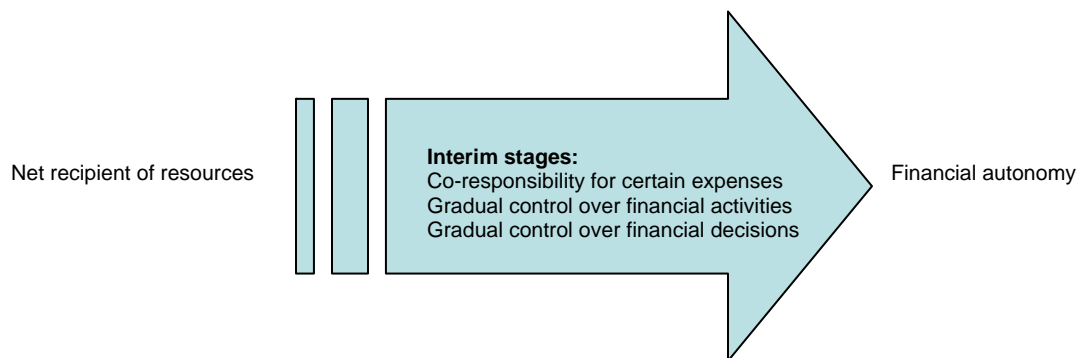 Net recipient of resources
Interim stages:
Co-responsibility for certain expenses
Gradual control over financial activities
Gradual control over financial decisions
Financial autonomy